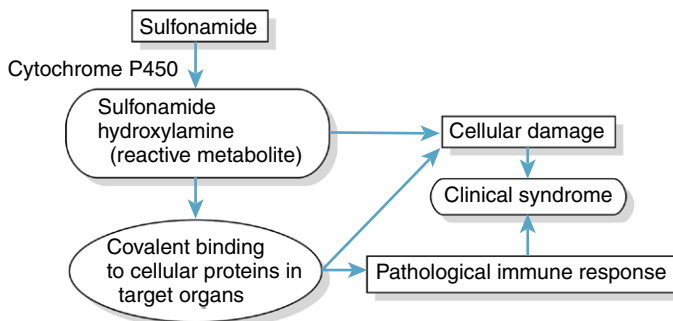 Sulfonamide
Cytochrome P450
Sulfonamide
hydroxylamine
(reactive metabolite)
Cellular damage
Clinical syndrome
Covalent binding
to cellular proteins in
target organs
Pathological immune response